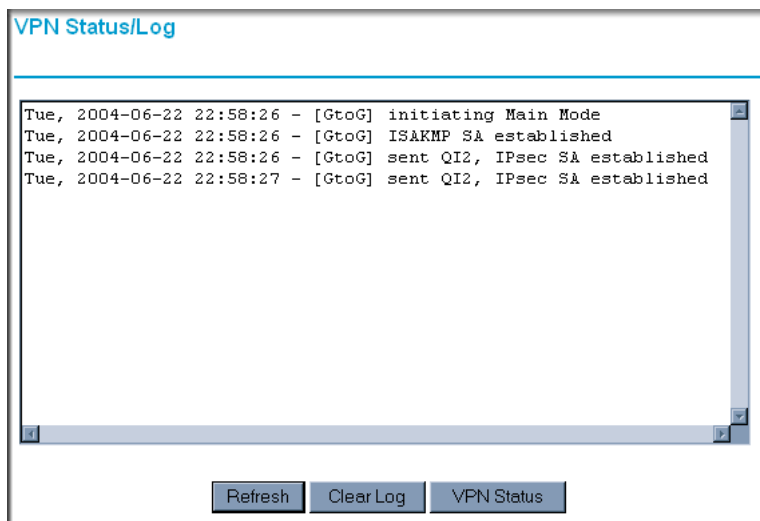 VPN Status/Log
Tue, 2004-06-22 22:58:26 - [GtoG] initiating Main Mode
Tue, 2004-06-22 22:58:26 - [GtoG] ISAKMP SA established
Tue, 2004-06-22 22:58:26 - [GtoG] sent QI2, IPsec SA established
Tue, 2004-06-22 22:58:27 - [GtoG] sent QI2, IPsec SA established
Refresh Clear Log VPN Status